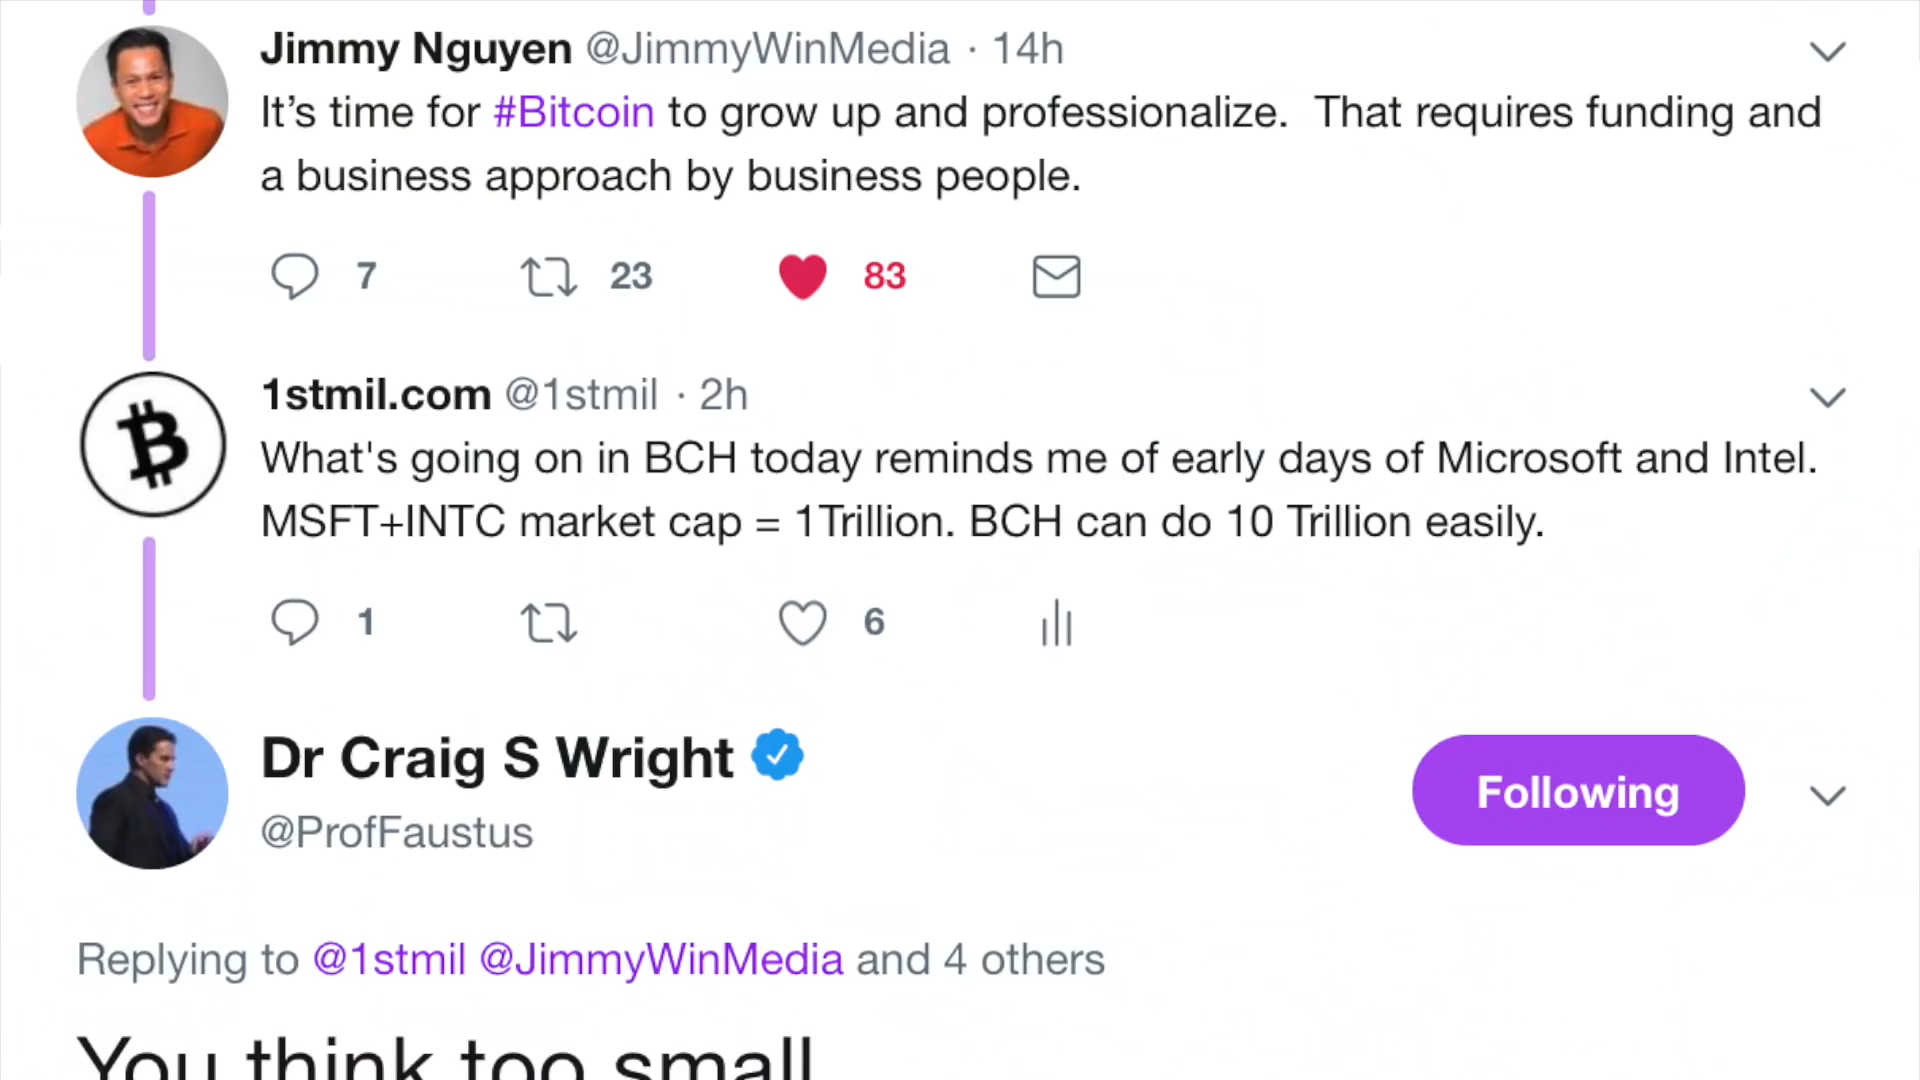 Jimmy Nguyen @JimmyWinMedia · 14h
It’s time for #Bitcoin to grow up and professionalize.  That requires funding and
a business approach by business people.
7 23 83
1stmil.com @1stmil · 2h
What's going on in BCH today reminds me of early days of Microsoft and Intel.
MSFT+INTC market cap = 1Trillion. BCH can do 10 Trillion easily.
1 6
Dr Craig S Wright
@ProfFaustus
Following
Replying to @1stmil @JimmyWinMedia and 4 others
You think too small